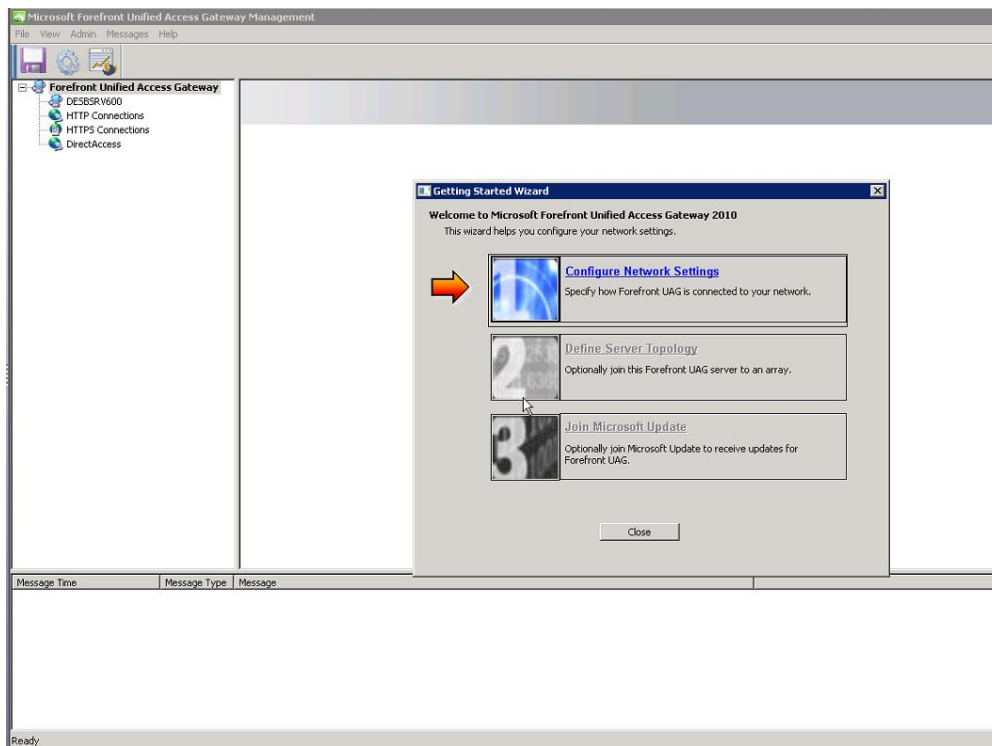 Microsoft Forefront Unified Access Gateway Management
File View Admin Messages Help
Forefront Unified Access Gateway
DESBSRV600
HTTP Connections
HTTPS Connections
DirectAccess
Getting Started Wizard
Welcome to Microsoft Forefront Unified Access Gateway 2010
This wizard helps you configure your network settings.
Configure Network Settings
Specify how Forefront UAG is connected to your network.
2
Define Server Topology
Optionally join this Forefront UAG server to an array.
3
Join Microsoft Update
Optionally join Microsoft Update to receive updates for
Forefront UAG.
Close
Message Time Message Type Message
Ready